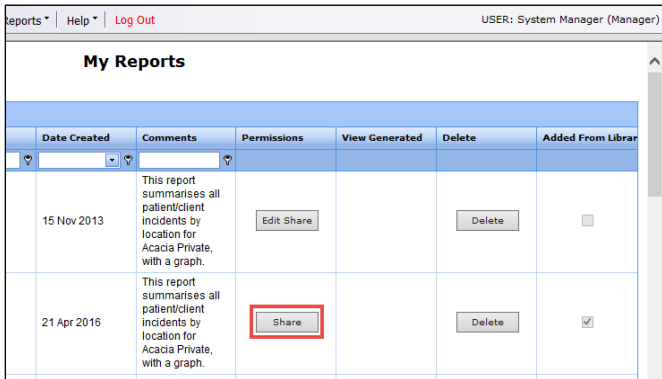 Reports Help Log Out USER: System Manager (Manager)
My Reports
Date Created Comments Permissions View Generated Delete Added From Librar
This report
summarises all
patient/client
incidents by
location for
Acacia Private,
with a graph.
15 Nov 2013
Edit Share
Delete
This report
summarises all
patient/client
incidents by
location for
Acacia Private,
with a graph.
21 Apr 2016
Share
Delete